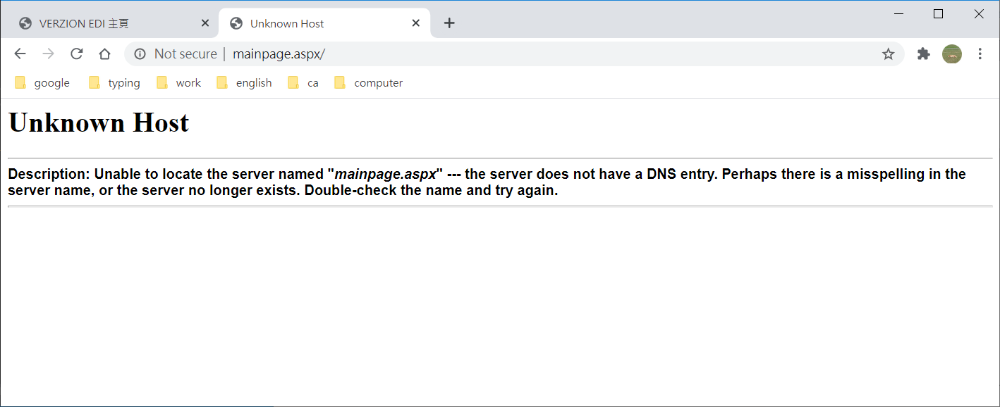 VERZION EDI 主頁
Unknown Host
Not secure | mainpage.aspx/
google typing work english ca computer
Unknown Host
Description: Unable to locate the server named "mainpage.aspx" --- the server does not have a DNS entry. Perhaps there is a misspelling in the
server name, or the server no longer exists. Double-check the name and try again.